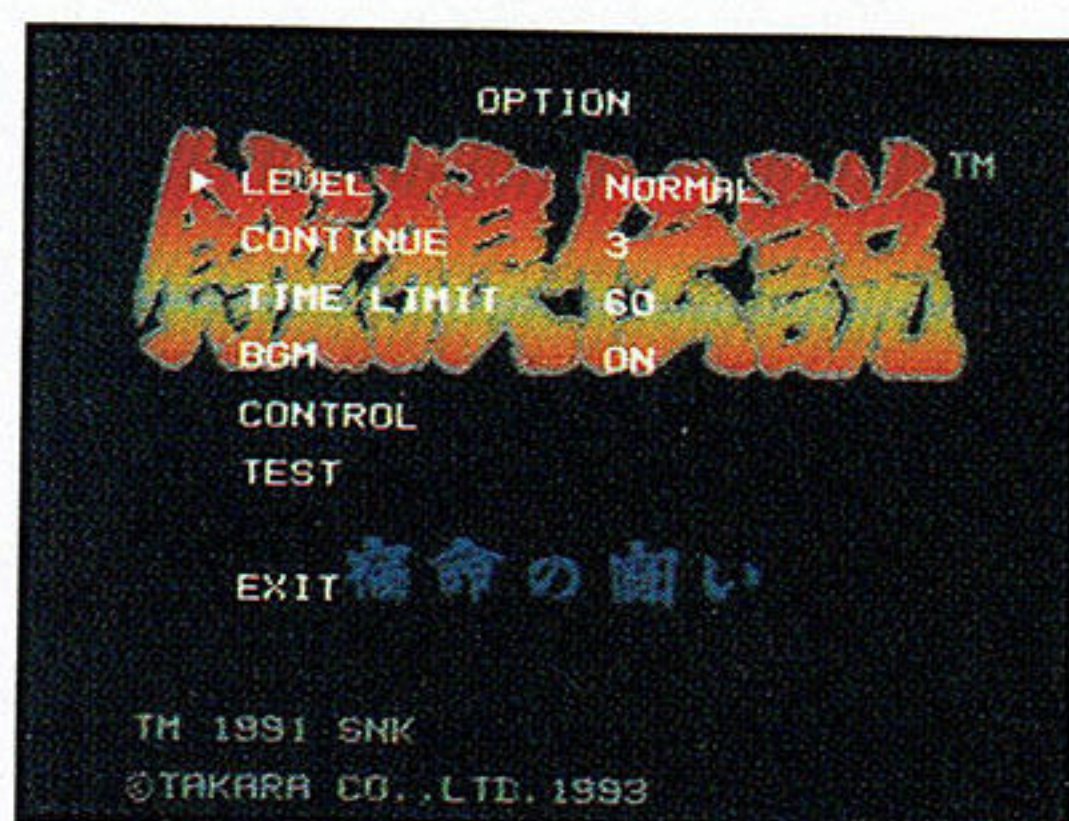 OPTION
餓狼伝説 TM
▶ LEVEL NORMAL
CONTINUE 3
TIME LIMIT 60
BGM ON
CONTROL
TEST
EXIT
宿命の闘い
TM 1991 SNK
©TAKARA CO.,LTD.1993